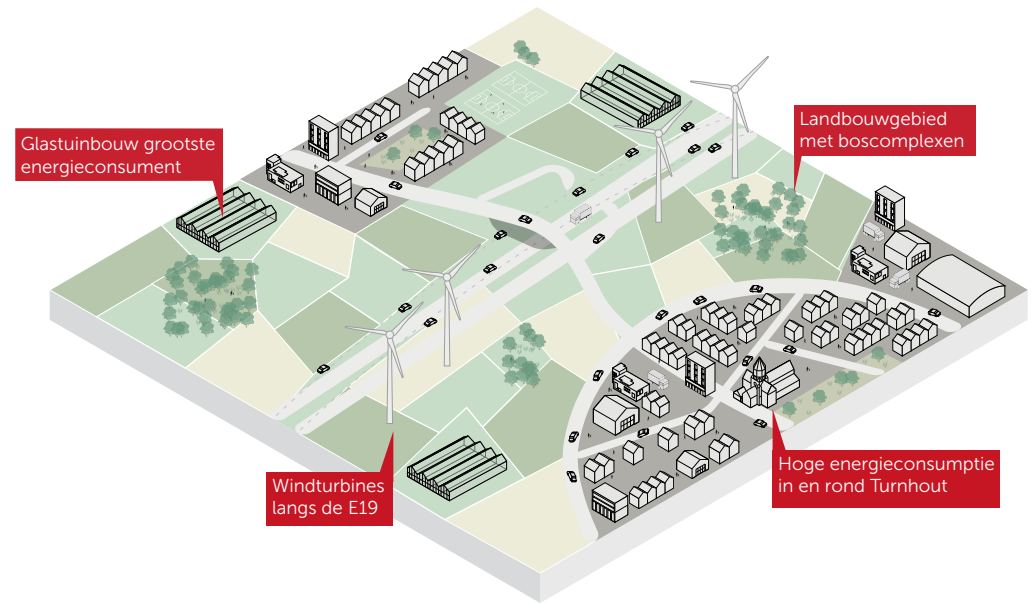 Glastuinbouw grootste
energieconsument
Landbouwgebied
met boscomplexen
Windturbines
langs de E19
Hoge energieconsumptie
in en rond Turnhout